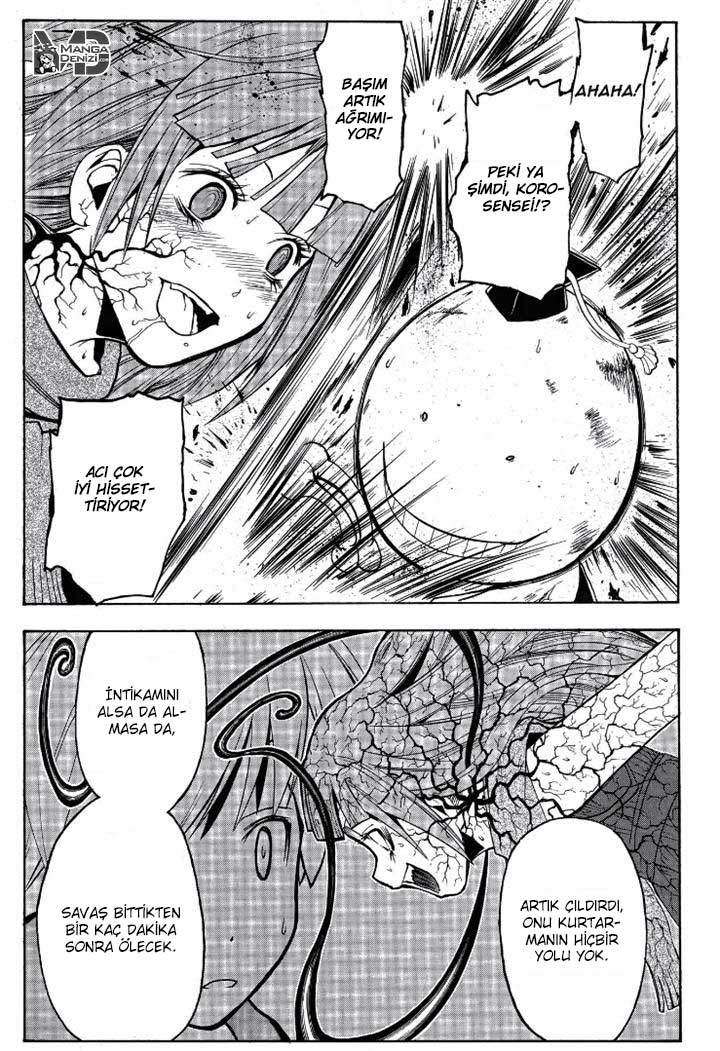 MANGA
DENİZİ.com
AHAHA!
PEKİ YA
ŞİMDİ, KORO-
SENSEI!?
BAŞIM
ARTIK
AĞRIMI-
YOR!
ACI ÇOK
İYİ HİSSET-
TİRİYOR!
ARTIK ÇILDIRDI,
ONU KURTAR-
MANIN HİÇBİR
YOLU YOK.
İNTİKAMINI
ALSA DA AL-
MASA DA,
SAVAŞ BİTTİKTEN
BİR KAÇ DAKİKA
SONRA ÖLECEK.